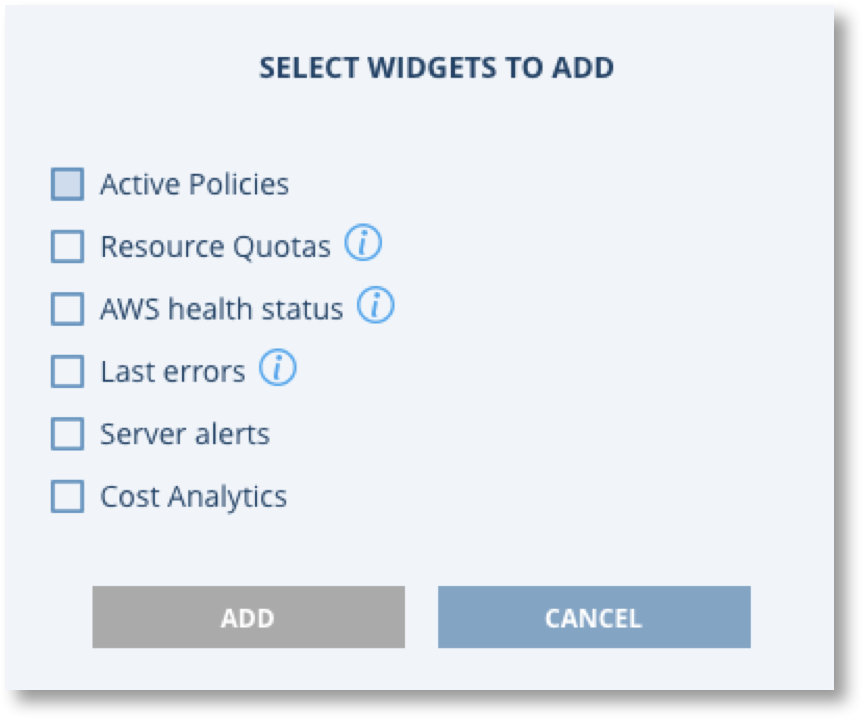 SELECT WIDGETS TO ADD
Active Policies
Resource Quotas i
AWS health status i
Last errors i
Server alerts
Cost Analytics
ADD CANCEL